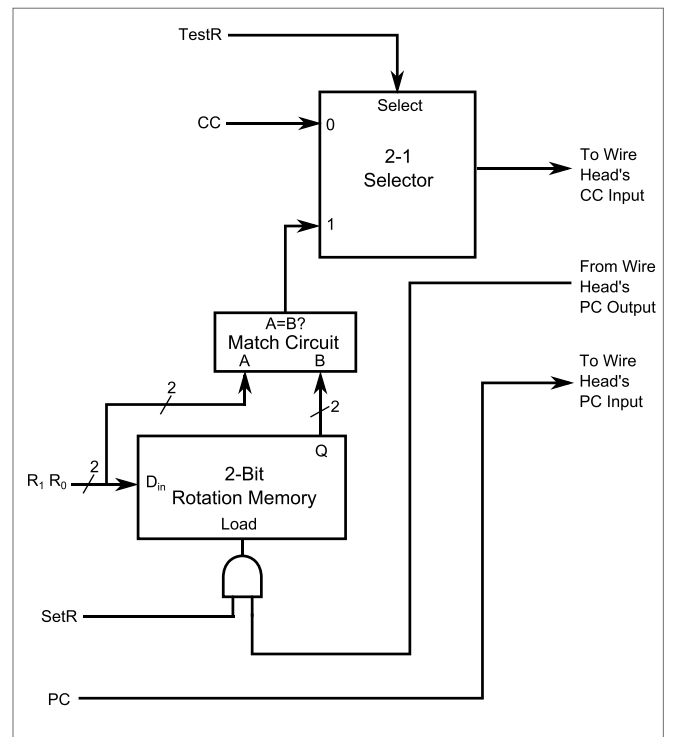 TestR
Select
CC
0
2-1
Selector
To Wire
Head's
CC Input
1
From Wire
Head's
PC Output
A=B?
Match Circuit
A B
To Wire
Head's
PC Input
2
2
Q
R₁ R₀
2
Dᵢₙ
2-Bit
Rotation Memory
Load
SetR
PC